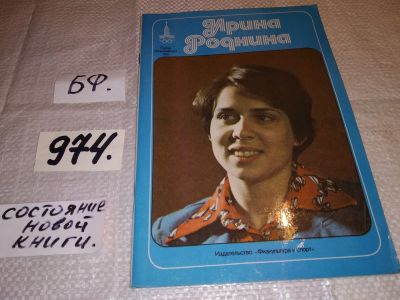 БФ.
974.
состояние
новой
книги.
Ирина
Роднина
Издательство «Физкультура и спорт»